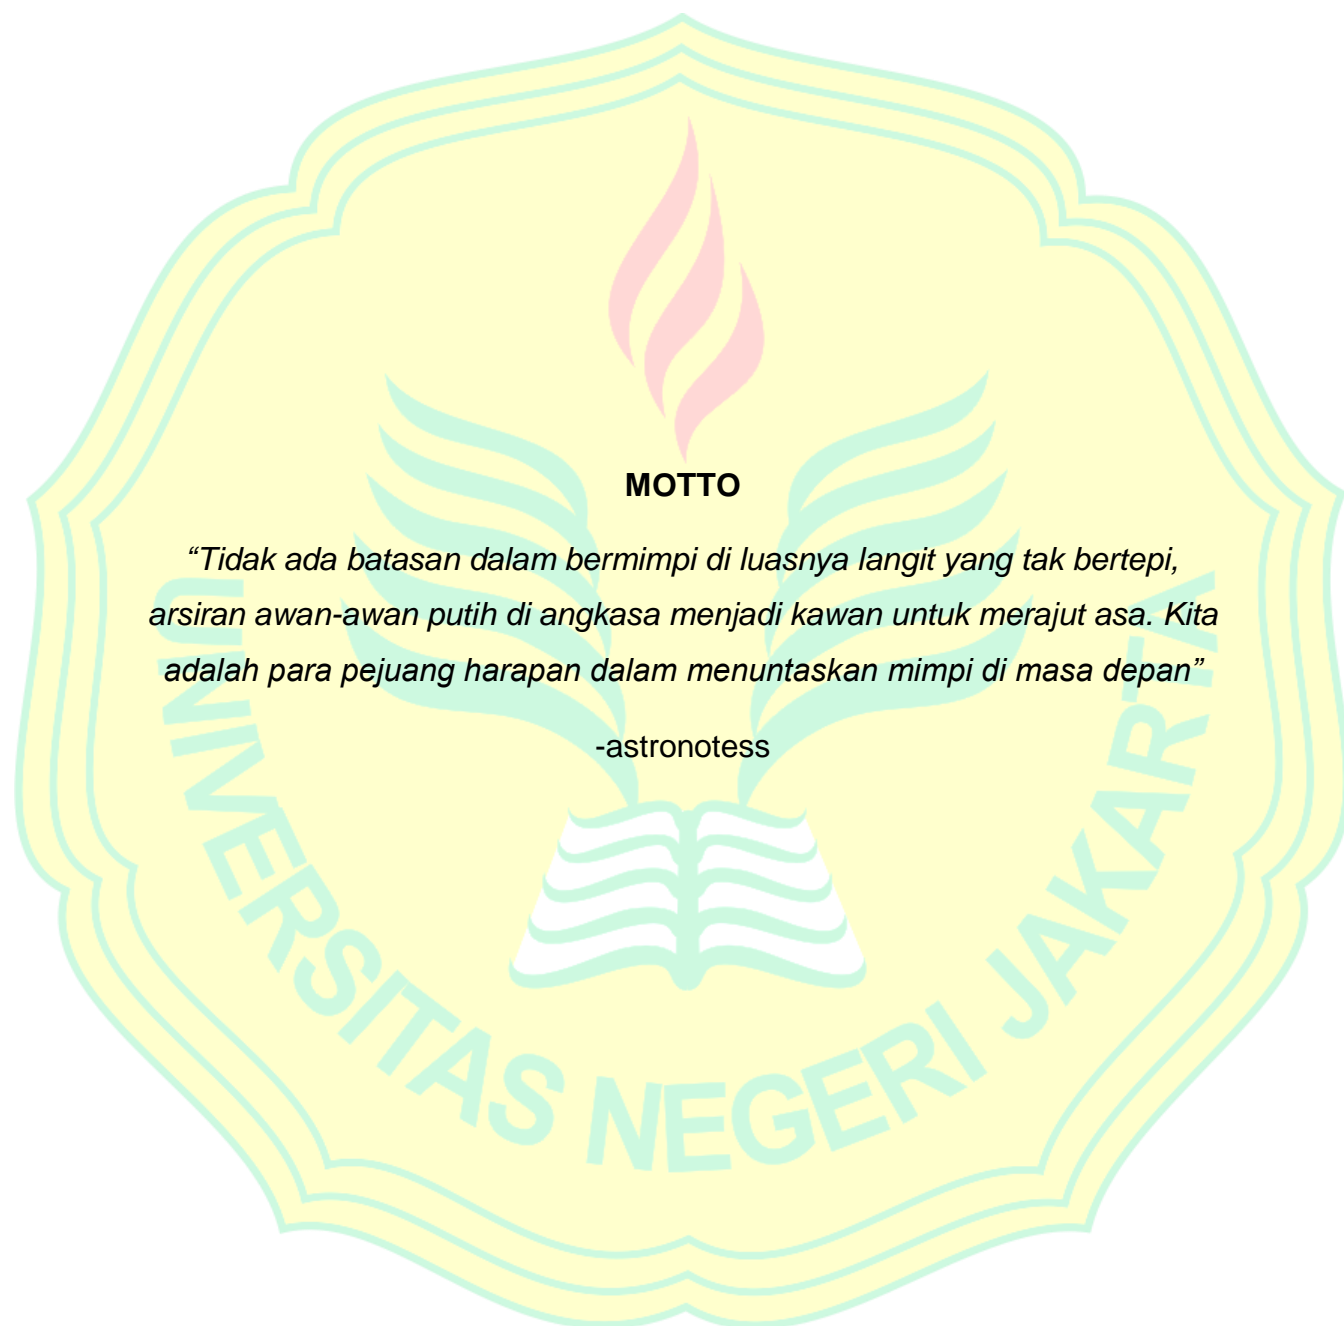 MOTTO
“Tidak ada batasan dalam bermimpi di luasnya langit yang tak bertepi,
arsiran awan-awan putih di angkasa menjadi kawan untuk merajut asa. Kita
adalah para pejuang harapan dalam menuntaskan mimpi di masa depan”
-astronotess
UNIVERSITAS NEGERI JAKARTA